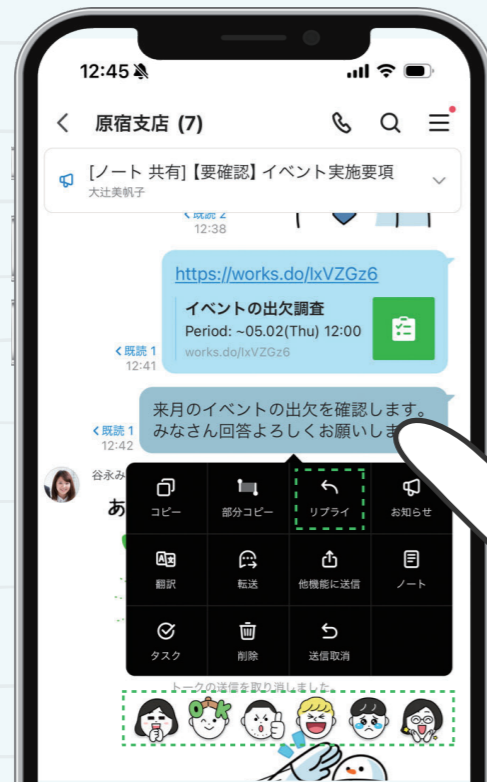 12:45
原宿支店 (7)
[ノート 共有]【要確認】イベント実施要項
大辻美帆子
既読 2
12:38
https://works.do/IxVZGz6
イベントの出欠調査
Period: ~05.02(Thu) 12:00
works.do/IxVZGz6
既読 1
12:41
来月のイベントの出欠を確認します。
みなさん回答よろしくお願いしま
既読 1
12:42
谷永み
あ
コピー
部分コピー
リプライ
お知らせ
翻訳
転送
他機能に送信
ノート
タスク
削除
送信取消
トークの送信を取り消しました
OK